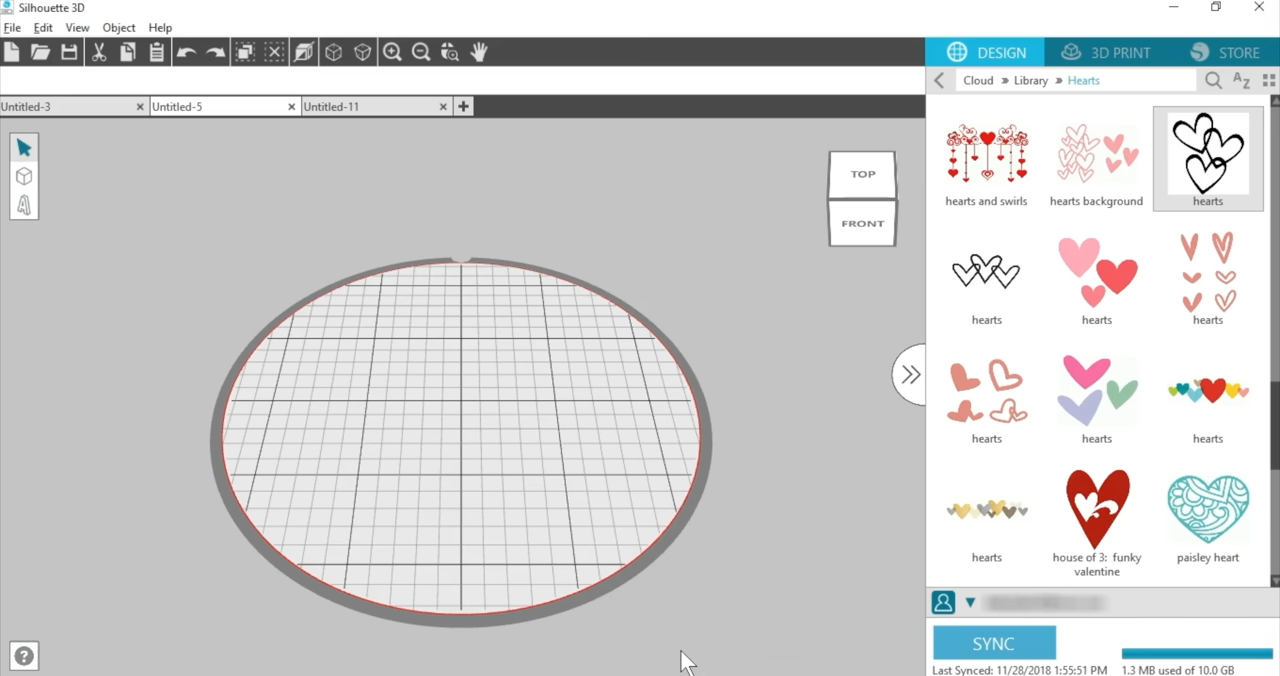 Silhouette 3D
File Edit View Object Help
DESIGN 3D PRINT STORE
Cloud » Library » Hearts
AZ
Untitled-3 Untitled-5 Untitled-11
TOP
FRONT
hearts and swirls hearts background hearts
hearts hearts hearts
hearts hearts hearts
hearts house of 3: funky valentine paisley heart
SYNC
Last Synced: 11/28/2018 1:55:51 PM 1.3 MB used of 10.0 GB